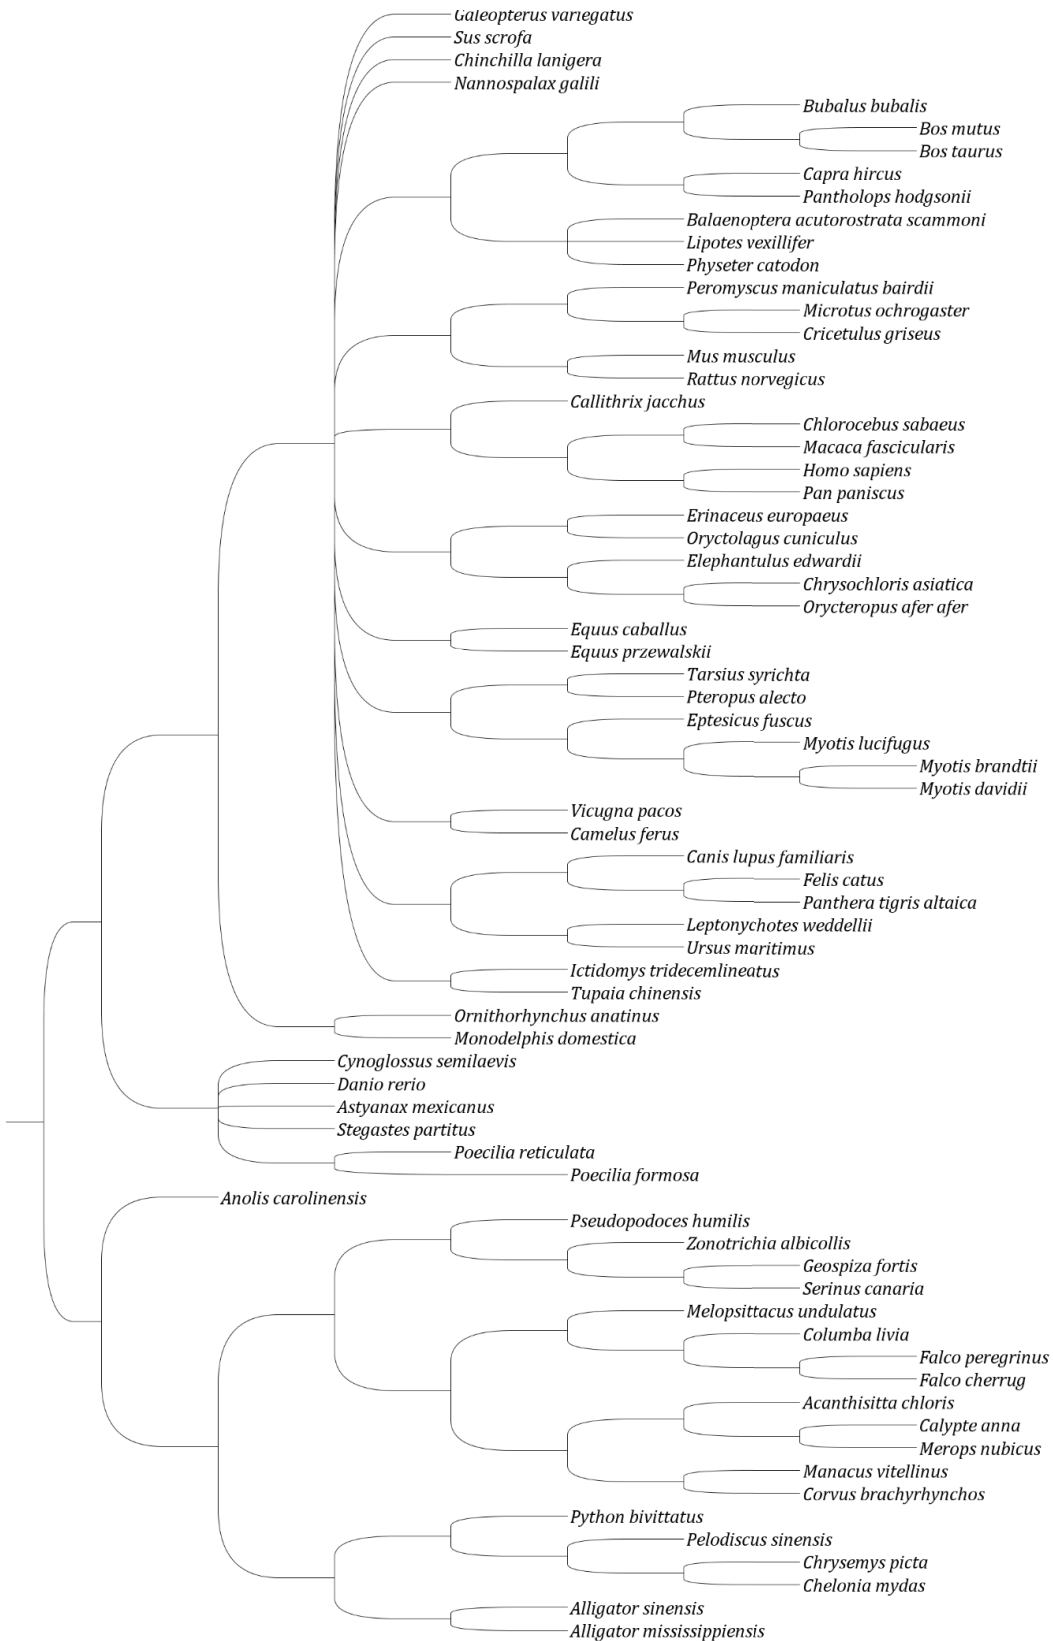 Galeopterus variegatus
Sus scrofa
Chinchilla lanigera
Nannospalax galili
Bubalus bubalis
Bos mutus
Bos taurus
Capra hircus
Pantholops hodgsonii
Balaenoptera acutorostrata scammoni
Lipotes vexillifer
Physeter catodon
Peromyscus maniculatus bairdii
Microtus ochrogaster
Cricetulus griseus
Mus musculus
Rattus norvegicus
Callithrix jacchus
Chlorocebus sabaeus
Macaca fascicularis
Homo sapiens
Pan paniscus
Erinaceus europaeus
Oryctolagus cuniculus
Elephantulus edwardii
Chrysochloris asiatica
Orycteropus afer afer
Equus caballus
Equus przewalskii
Tarsius syrichta
Pteropus alecto
Eptesicus fuscus
Myotis lucifugus
Myotis brandtii
Myotis davidii
Vicugna pacos
Camelus ferus
Canis lupus familiaris
Felis catus
Panthera tigris altaica
Leptonychotes weddellii
Ursus maritimus
Ictidomys tridecemlineatus
Tupaia chinensis
Ornithorhynchus anatinus
Monodelphis domestica
Cynoglossus semilaevis
Danio rerio
Astyanax mexicanus
Stegastes partitus
Poecilia reticulata
Poecilia formosa
Anolis carolinensis
Pseudopodoces humilis
Zonotrichia albicollis
Geospiza fortis
Serinus canaria
Melopsittacus undulatus
Columba livia
Falco peregrinus
Falco cherrug
Acanthisitta chloris
Calypte anna
Merops nubicus
Manacus vitellinus
Corvus brachyrhynchos
Python bivittatus
Pelodiscus sinensis
Chrysemys picta
Chelonia mydas
Alligator sinensis
Alligator mississippiensis